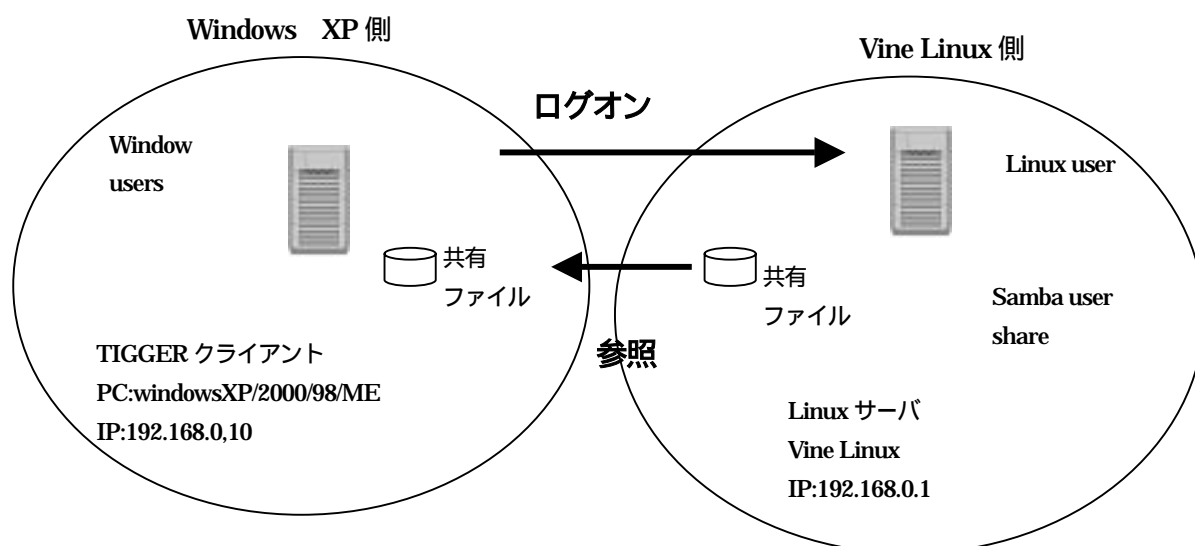 Windows XP 側
Vine Linux 側
ログオン
Window
users
Linux user
共有
ファイル
共有
ファイル
Samba user
share
参照
TIGGER クライアント
PC:windowsXP/2000/98/ME
IP:192.168.0,10
Linux サーバ
Vine Linux
IP:192.168.0.1